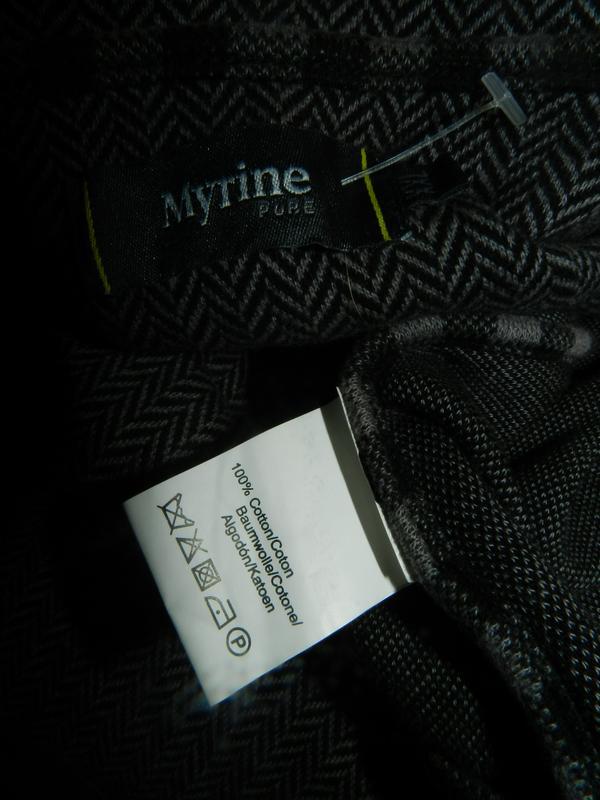 Myrine
PURE
100% Cotton/Coton
Baumwolle/Cotone/
Algodón/Katoen
P